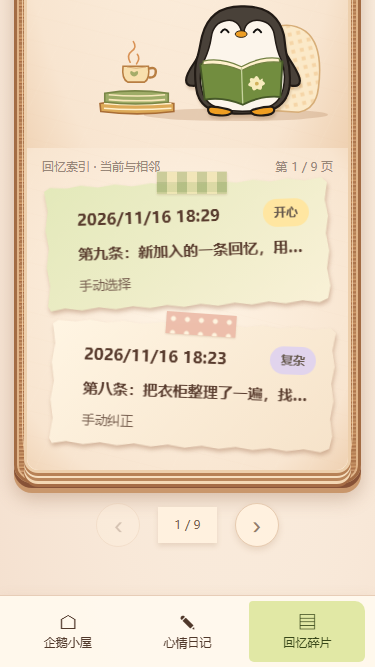 回忆索引 · 当前与相邻
第 1 / 9 页
2026/11/16 18:29
开心
第九条：新加入的一条回忆，用...
手动选择
2026/11/16 18:23
复杂
第八条：把衣柜整理了一遍，找...
手动纠正
‹
1 / 9
›
企鹅小屋
心情日记
回忆碎片